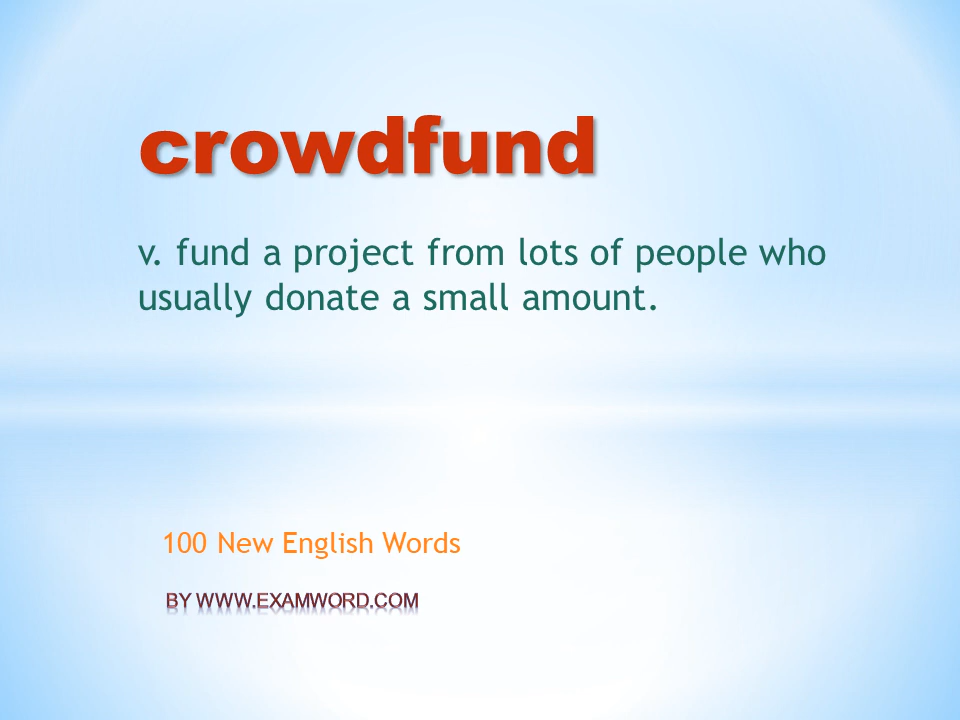 crowdfund
v. fund a project from lots of people who
usually donate a small amount.
100 New English Words
BY WWW.EXAMWORD.COM